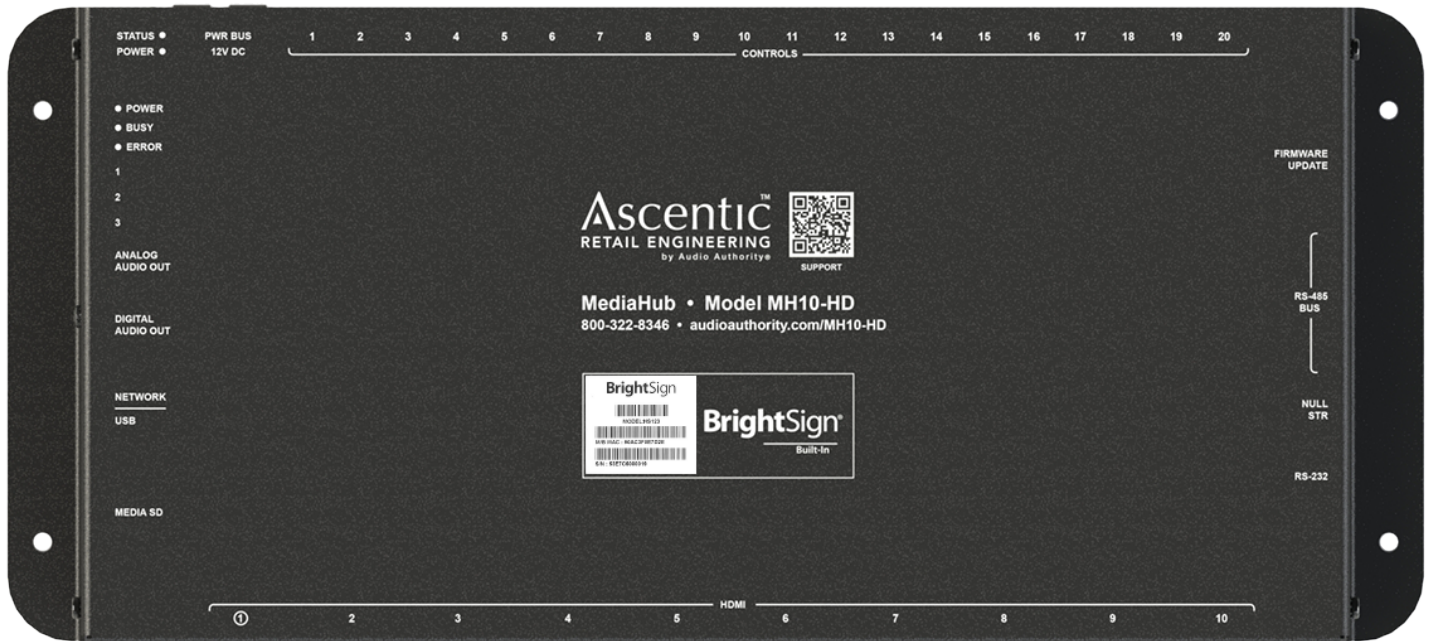 STATUS
POWER
PWR BUS
12V DC
1 2 3 4 5 6 7 8 9 10 11 12 13 14 15 16 17 18 19 20
CONTROLS
POWER
BUSY
ERROR
1
2
3
ANALOG
AUDIO OUT
DIGITAL
AUDIO OUT
NETWORK
USB
MEDIA SD
Ascentic™
RETAIL ENGINEERING
by Audio Authority®
SUPPORT
MediaHub • Model MH10-HD
800-322-8346 • audioauthority.com/MH10-HD
BrightSign
BrightSign®
Built-In
FIRMWARE
UPDATE
RS-485
BUS
NULL
STR
RS-232
HDMI
① 2 3 4 5 6 7 8 9 10